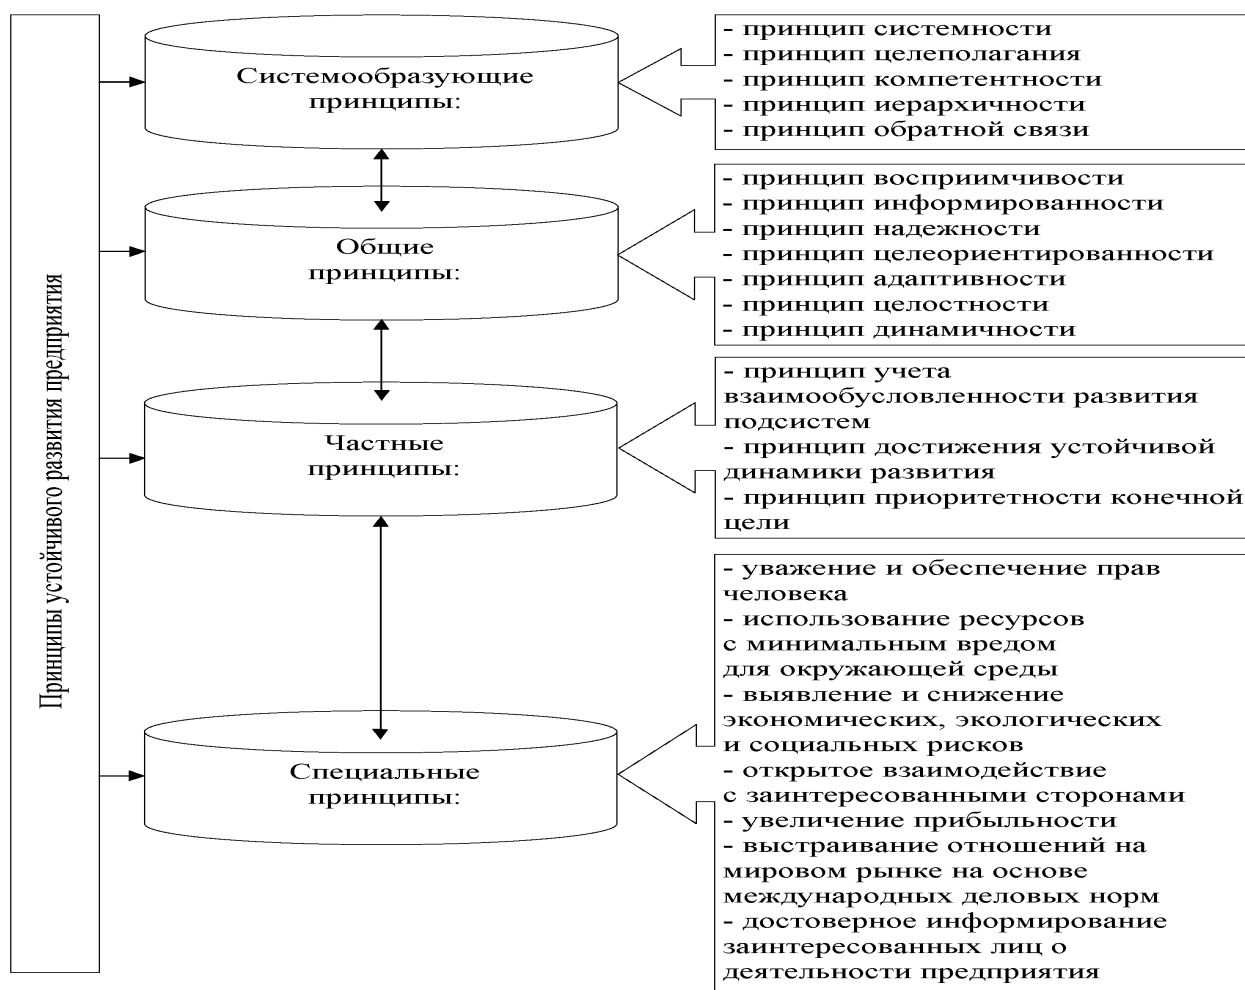 Принципы устойчивого развития предприятия
Системообразующие
принципы:
- принцип системности
- принцип целеполагания
- принцип компетентности
- принцип иерархичности
- принцип обратной связи
Общие
принципы:
- принцип восприимчивости
- принцип информированности
- принцип надежности
- принцип целеориентированности
- принцип адаптивности
- принцип целостности
- принцип динамичности
Частные
принципы:
- принцип учета
взаимообусловленности развития
подсистем
- принцип достижения устойчивой
динамики развития
- принцип приоритетности конечной
цели
Специальные
принципы:
- уважение и обеспечение прав
человека
- использование ресурсов
с минимальным вредом
для окружающей среды
- выявление и снижение
экономических, экологических
и социальных рисков
- открытое взаимодействие
с заинтересованными сторонами
- увеличение прибыльности
- выстраивание отношений на
мировом рынке на основе
международных деловых норм
- достоверное информирование
заинтересованных лиц о
деятельности предприятия